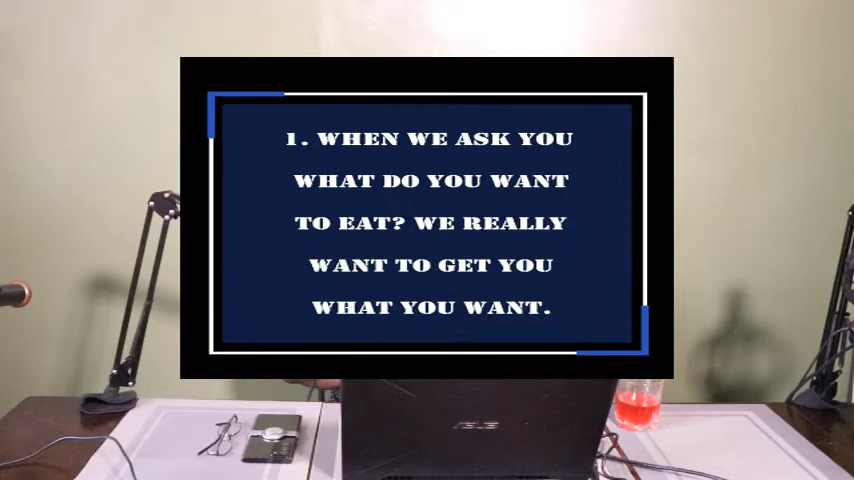 1. WHEN WE ASK YOU
WHAT DO YOU WANT
TO EAT? WE REALLY
WANT TO GET YOU
WHAT YOU WANT.
ASUS